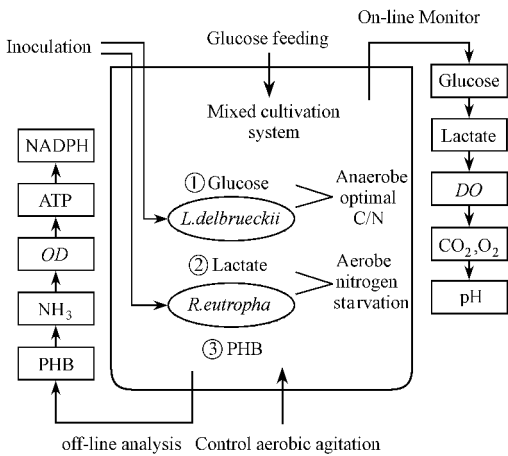 On-line Monitor
Inoculation
Glucose feeding
Mixed cultivation
system
① Glucose
L.delbrueckii
Anaerobe
optimal
C/N
② Lactate
R.eutropha
Aerobe
nitrogen
starvation
③ PHB
NADPH
ATP
OD
NH₃
PHB
Glucose
Lactate
DO
CO₂,O₂
pH
off-line analysis
Control aerobic agitation